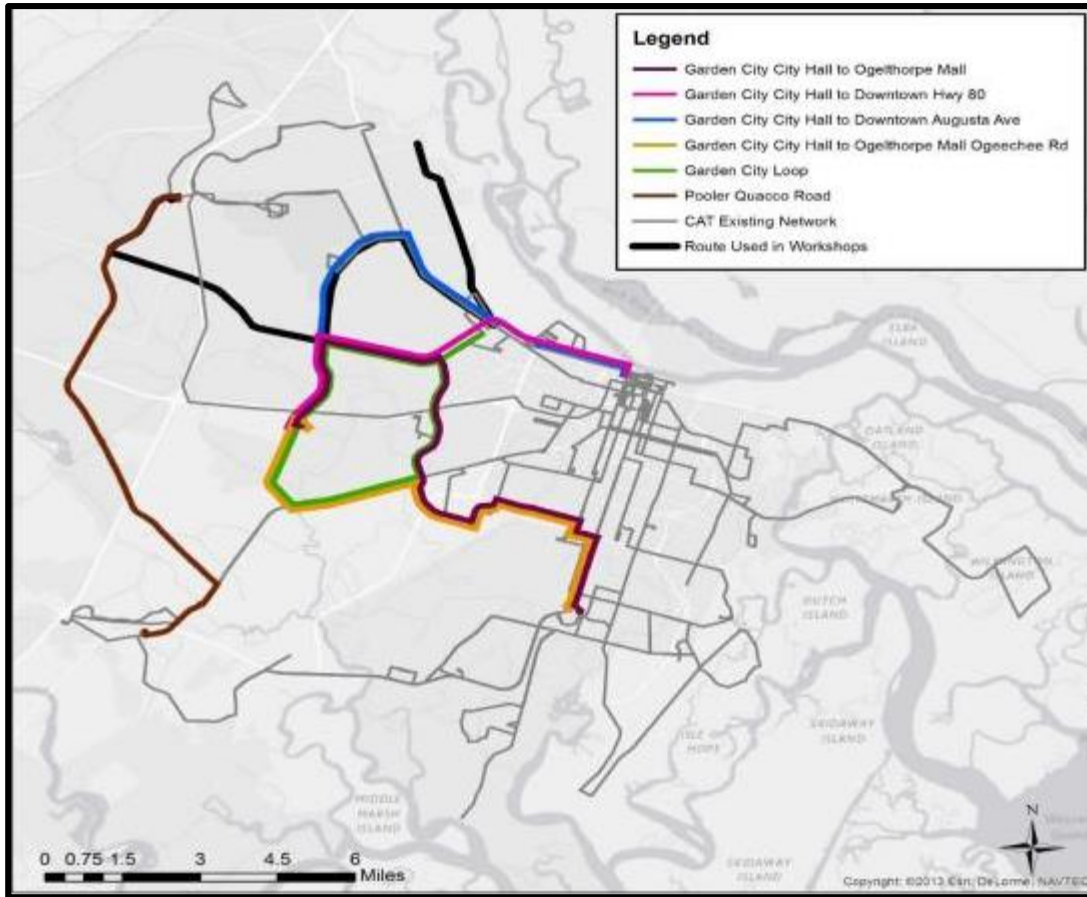 Legend
Garden City City Hall to Ogelthorpe Mall
Garden City City Hall to Downtown Hwy 80
Garden City City Hall to Downtown Augusta Ave
Garden City City Hall to Ogelthorpe Mall Ogeechee Rd
Garden City Loop
Pooler Quacco Road
CAT Existing Network
Route Used in Workshops
ELBA
ISLAND
OATLAND
ISLAND
ISLAND
WILMINGTON
ISLAND
DUTCH
ISLAND
SKIDAWAY
ISLAND
ISLE OF
HOPE
MIDDLE
MARSH
ISLAND
SKIDAWAY
ISLAND
N
0 0.75 1.5 3 4.5 6
Miles
Copyright: ©2013 Esri, DeLorme, NAVTEQ